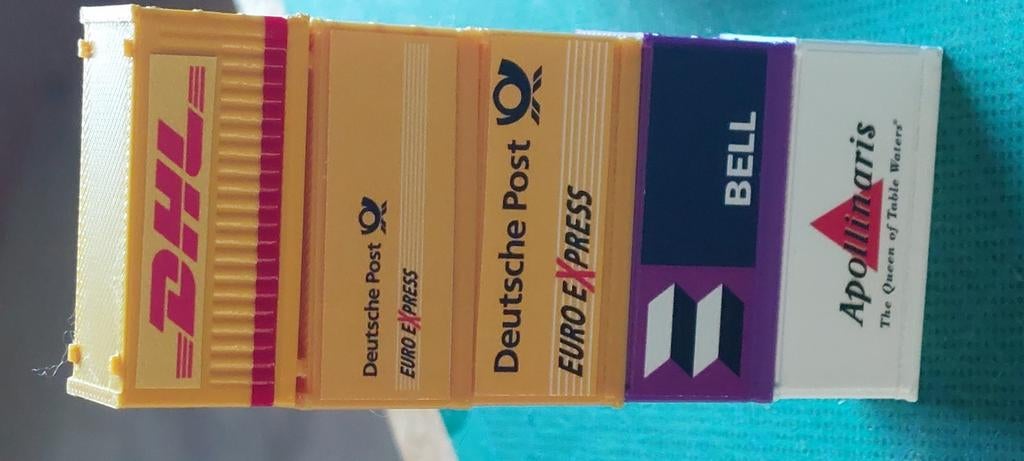 DHL
Deutsche Post
EURO EXPRESS
Deutsche Post
EURO EXPRESS
BELL
Apollinaris
The Queen of Table Waters®